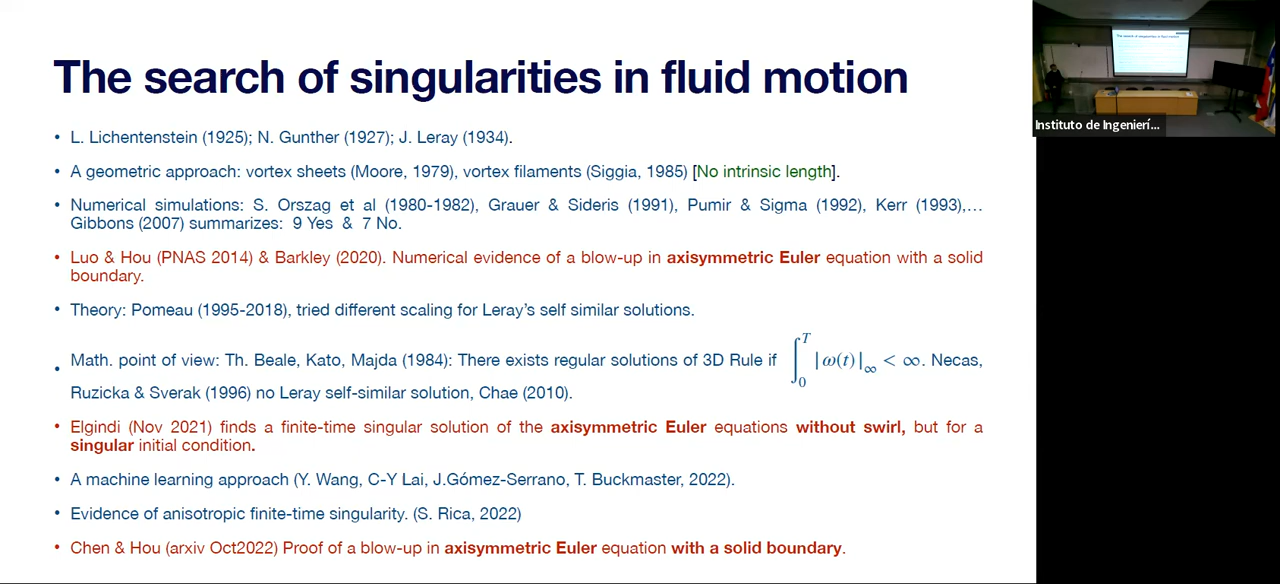 The search of singularities in fluid motion
• L. Lichentenstein (1925); N. Gunther (1927); J. Leray (1934).
• A geometric approach: vortex sheets (Moore, 1979), vortex filaments (Siggia, 1985) [No intrinsic length].
• Numerical simulations: S. Orszag et al (1980-1982), Grauer & Sideris (1991), Pumir & Sigma (1992), Kerr (1993),…
Gibbons (2007) summarizes: 9 Yes & 7 No.
• Luo & Hou (PNAS 2014) & Barkley (2020). Numerical evidence of a blow-up in axisymmetric Euler equation with a solid
boundary.
• Theory: Pomeau (1995-2018), tried different scaling for Leray's self similar solutions.
• Math. point of view: Th. Beale, Kato, Majda (1984): There exists regular solutions of 3D Rule if ∫₀ᵀ |ω(t)|∞ < ∞. Necas,
Ruzicka & Sverak (1996) no Leray self-similar solution, Chae (2010).
• Elgindi (Nov 2021) finds a finite-time singular solution of the axisymmetric Euler equations without swirl, but for a
singular initial condition.
• A machine learning approach (Y. Wang, C-Y Lai, J.Gómez-Serrano, T. Buckmaster, 2022).
• Evidence of anisotropic finite-time singularity. (S. Rica, 2022)
• Chen & Hou (arxiv Oct2022) Proof of a blow-up in axisymmetric Euler equation with a solid boundary.
The search of singularities in fluid motion
Instituto de Ingenierí...